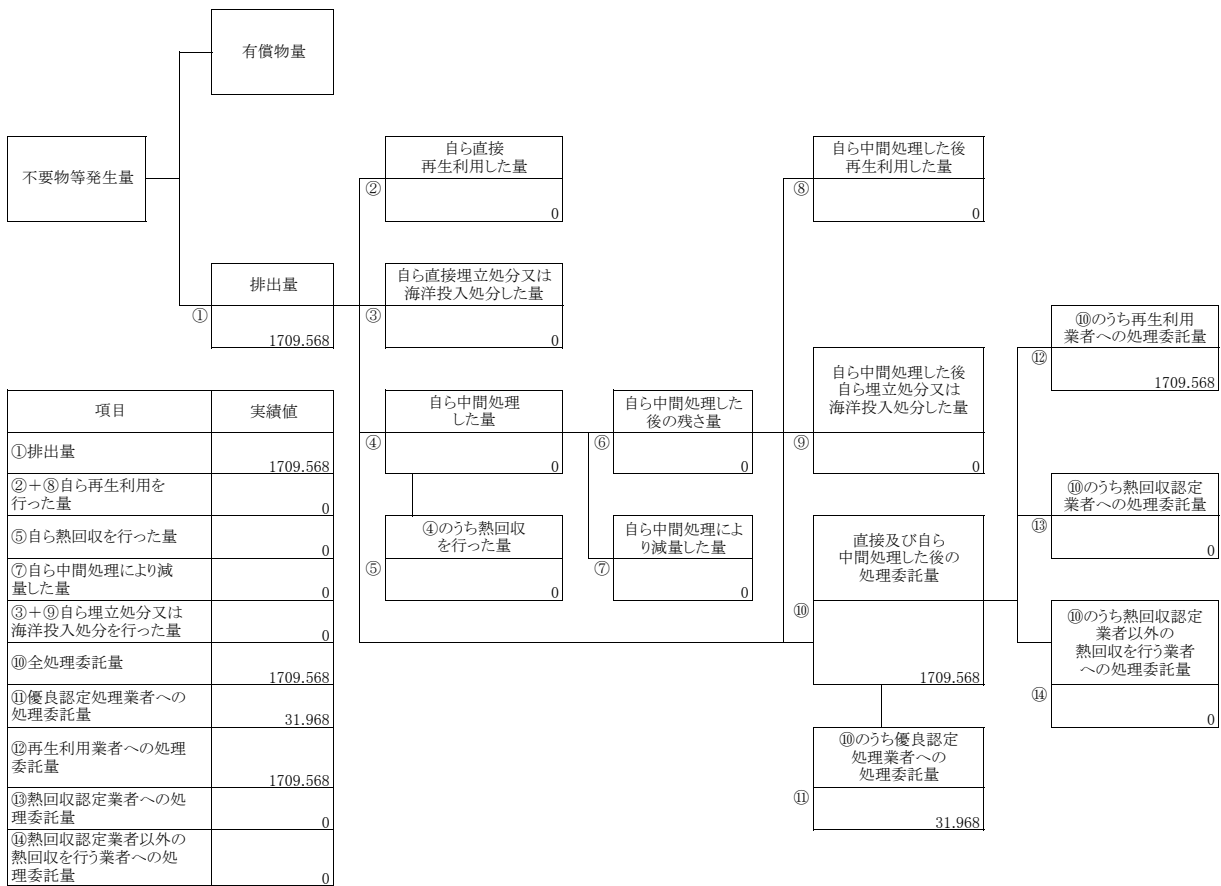 有償物量
不要物等発生量
自ら直接
再生利用した量
②
0
自ら中間処理した後
再生利用した量
⑧
0
排出量
①
1709.568
自ら直接埋立処分又は
海洋投入処分した量
③
0
⑩のうち再生利用
業者への処理委託量
⑫
1709.568
自ら中間処理
した量
④
0
自ら中間処理した
後の残さ量
⑥
0
自ら中間処理した後
自ら埋立処分又は
海洋投入処分した量
⑨
0
⑩のうち熱回収認定
業者への処理委託量
⑬
0
④のうち熱回収
を行った量
⑤
0
自ら中間処理によ
り減量した量
⑦
0
直接及び自ら
中間処理した後の
処理委託量
⑩
1709.568
⑩のうち熱回収認定
業者以外の
熱回収を行う業者
への処理委託量
⑭
0
⑩のうち優良認定
処理業者への
処理委託量
⑪
31.968
項目
実績値
①排出量
1709.568
②＋⑧自ら再生利用を
行った量
0
⑤自ら熱回収を行った量
0
⑦自ら中間処理により減
量した量
0
③＋⑨自ら埋立処分又は
海洋投入処分を行った量
0
⑩全処理委託量
1709.568
⑪優良認定処理業者への
処理委託量
31.968
⑫再生利用業者への処理
委託量
1709.568
⑬熱回収認定業者への処
理委託量
0
⑭熱回収認定業者以外の
熱回収を行う業者への処
理委託量
0